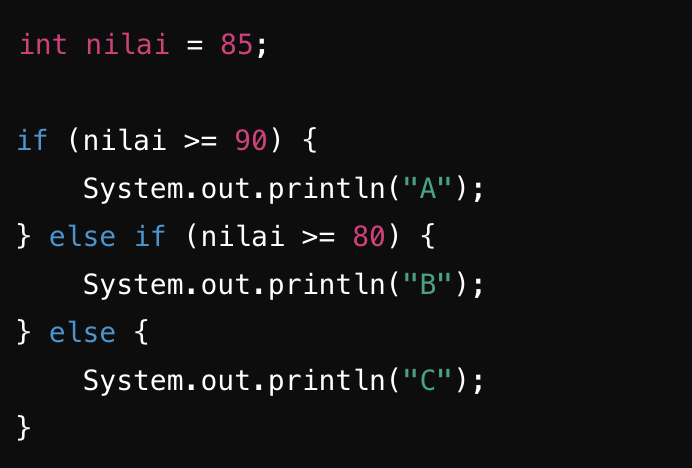 int nilai = 85;
if (nilai >= 90) {
    System.out.println("A");
} else if (nilai >= 80) {
    System.out.println("B");
} else {
    System.out.println("C");
}